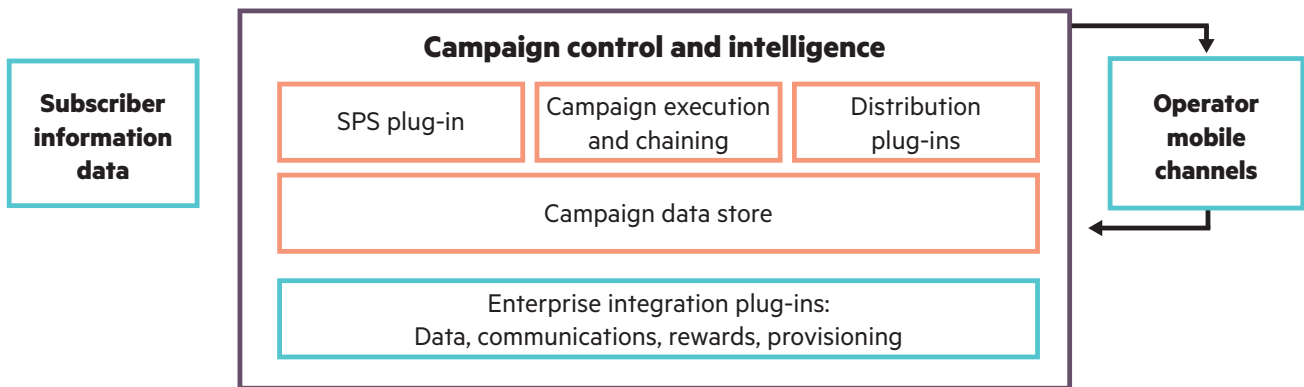 Campaign control and intelligence
Subscriber
information
data
SPS plug-in
Campaign execution
and chaining
Distribution
plug-ins
Operator
mobile
channels
Campaign data store
Enterprise integration plug-ins:
Data, communications, rewards, provisioning